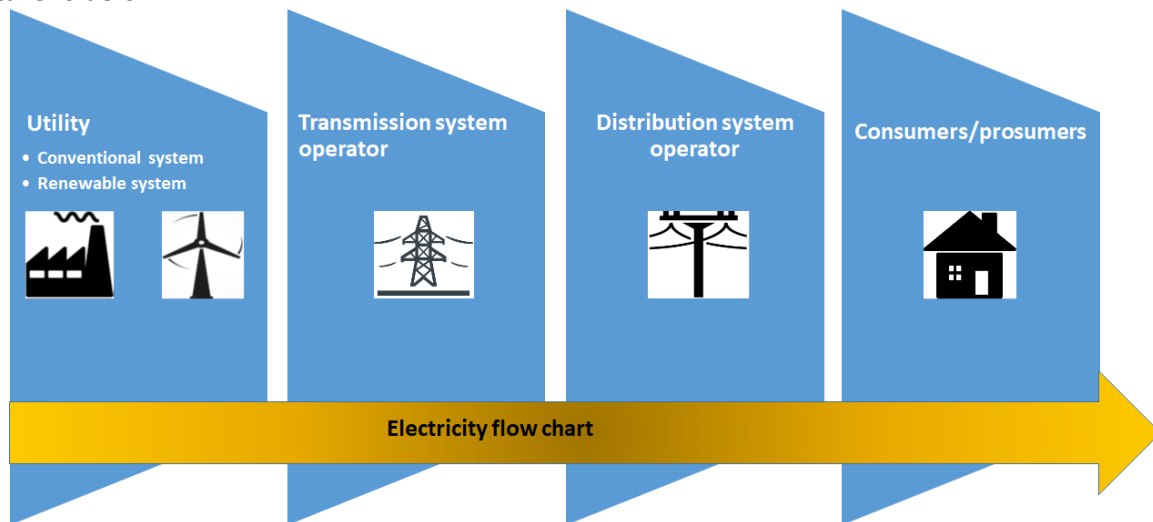 Utility
• Conventional system
• Renewable system
Transmission system
operator
Distribution system
operator
Consumers/prosumers
Electricity flow chart